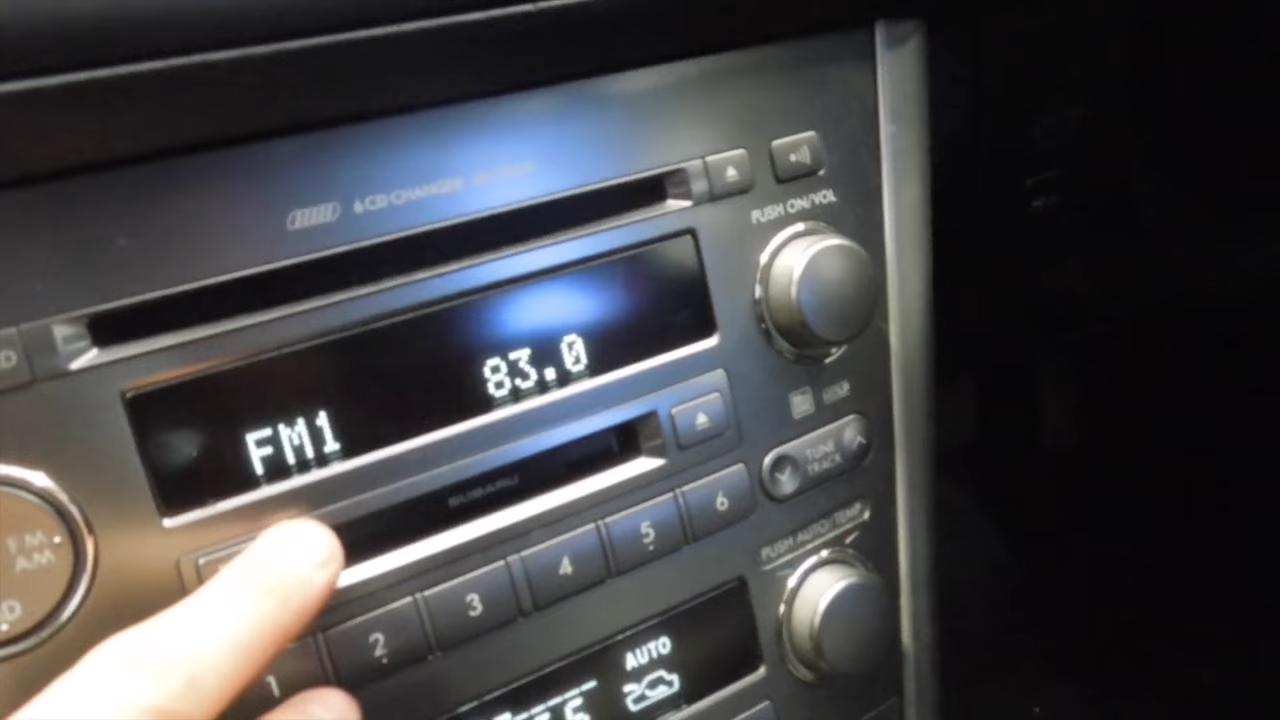 6 CD CHANGER
PUSH ON/VOL
83.0
FM1
SUBARU
FM
AM
TUNE
TRACK
6
5
4
3
2
1
PUSH AUTO/TEMP
AUTO